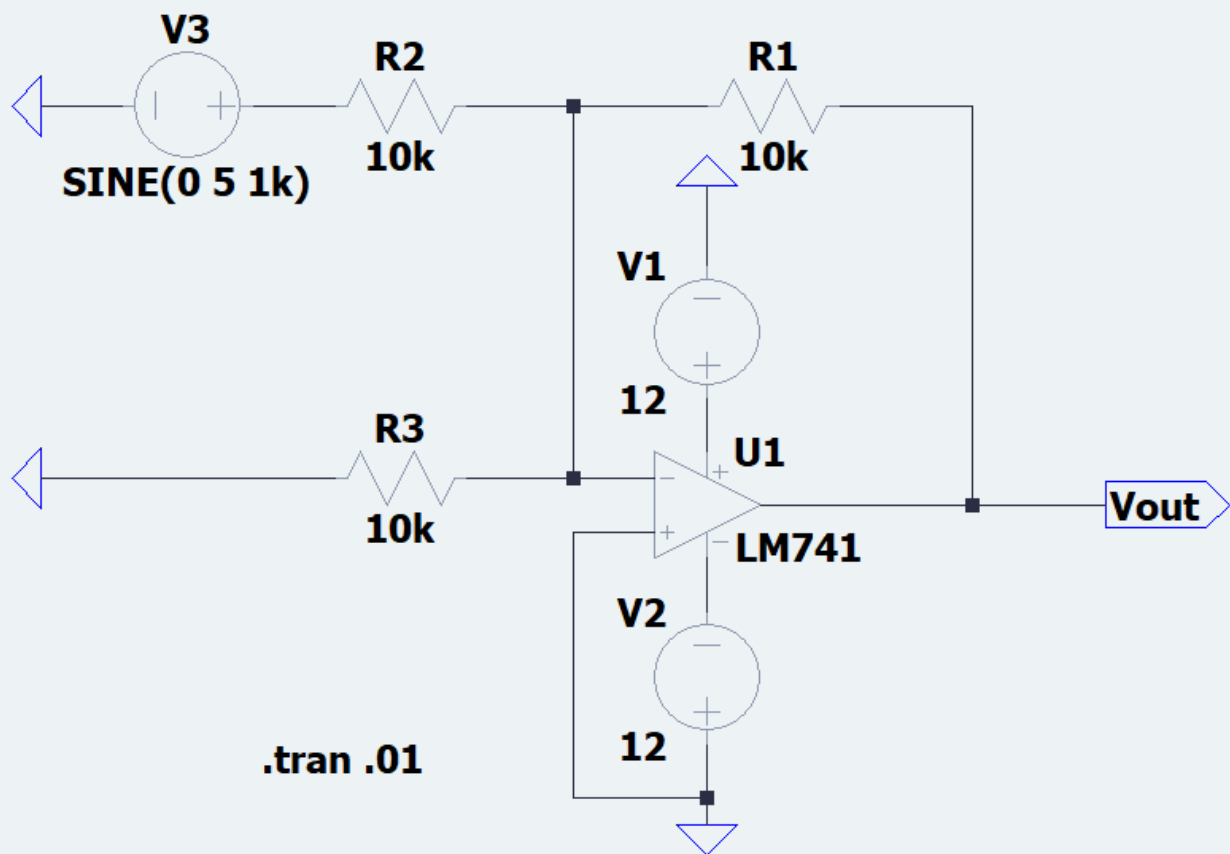 V3
R2
R1
10k
10k
SINE(0 5 1k)
V1
12
R3
U1
10k
Vout
LM741
V2
12
.tran .01